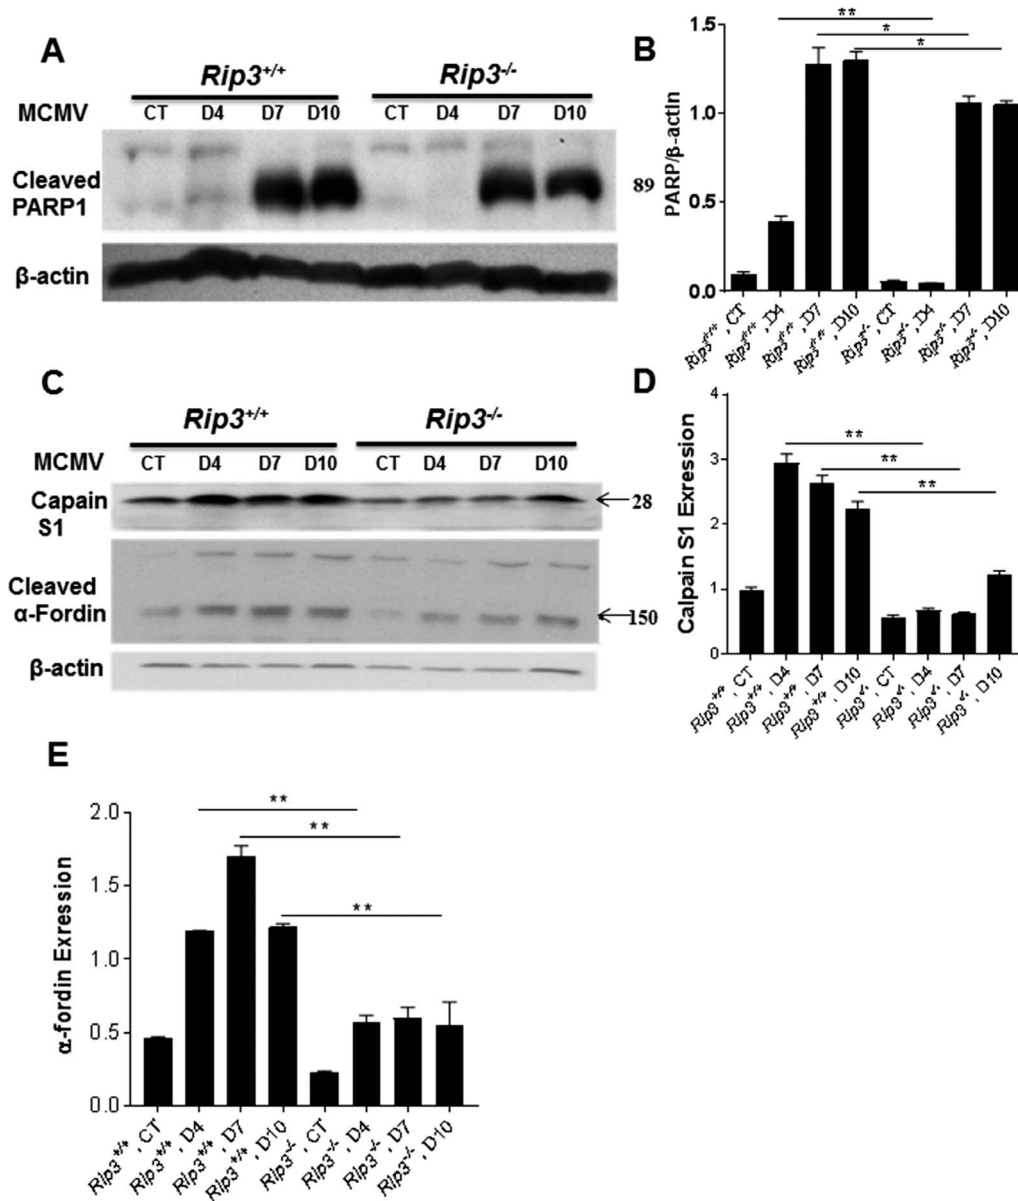 A
Rip3+/+ Rip3-/-
MCMV CT D4 D7 D10 CT D4 D7 D10
Cleaved
PARP1
89
β-actin
B
** 
*
*
PARP/β-actin
1.5
1.0
0.5
0.0
Rip3+/+, CT
Rip3+/+, D4
Rip3+/+, D7
Rip3+/+, D10
Rip3-/-, CT
Rip3-/-, D4
Rip3-/-, D7
Rip3-/-, D10
C
Rip3+/+ Rip3-/-
MCMV CT D4 D7 D10 CT D4 D7 D10
Capain
S1
28
Cleaved
α-Fordin
150
β-actin
D
**
**
**
Calpain S1 Exression
4
3
2
1
0
Rip3+/+, CT
Rip3+/+, D4
Rip3+/+, D7
Rip3+/+, D10
Rip3-/-, CT
Rip3-/-, D4
Rip3-/-, D7
Rip3-/-, D10
E
**
**
**
α-fordin Exression
2.0
1.5
1.0
0.5
0.0
Rip3+/+, CT
Rip3+/+, D4
Rip3+/+, D7
Rip3+/+, D10
Rip3-/-, CT
Rip3-/-, D4
Rip3-/-, D7
Rip3-/-, D10